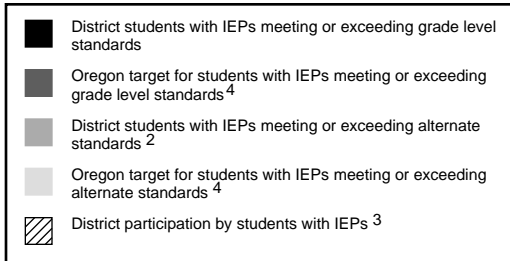 District students with IEPs meeting or exceeding grade level
standards
Oregon target for students with IEPs meeting or exceeding
grade level standards 4
District students with IEPs meeting or exceeding alternate
standards 2
Oregon target for students with IEPs meeting or exceeding
alternate standards 4
District participation by students with IEPs 3